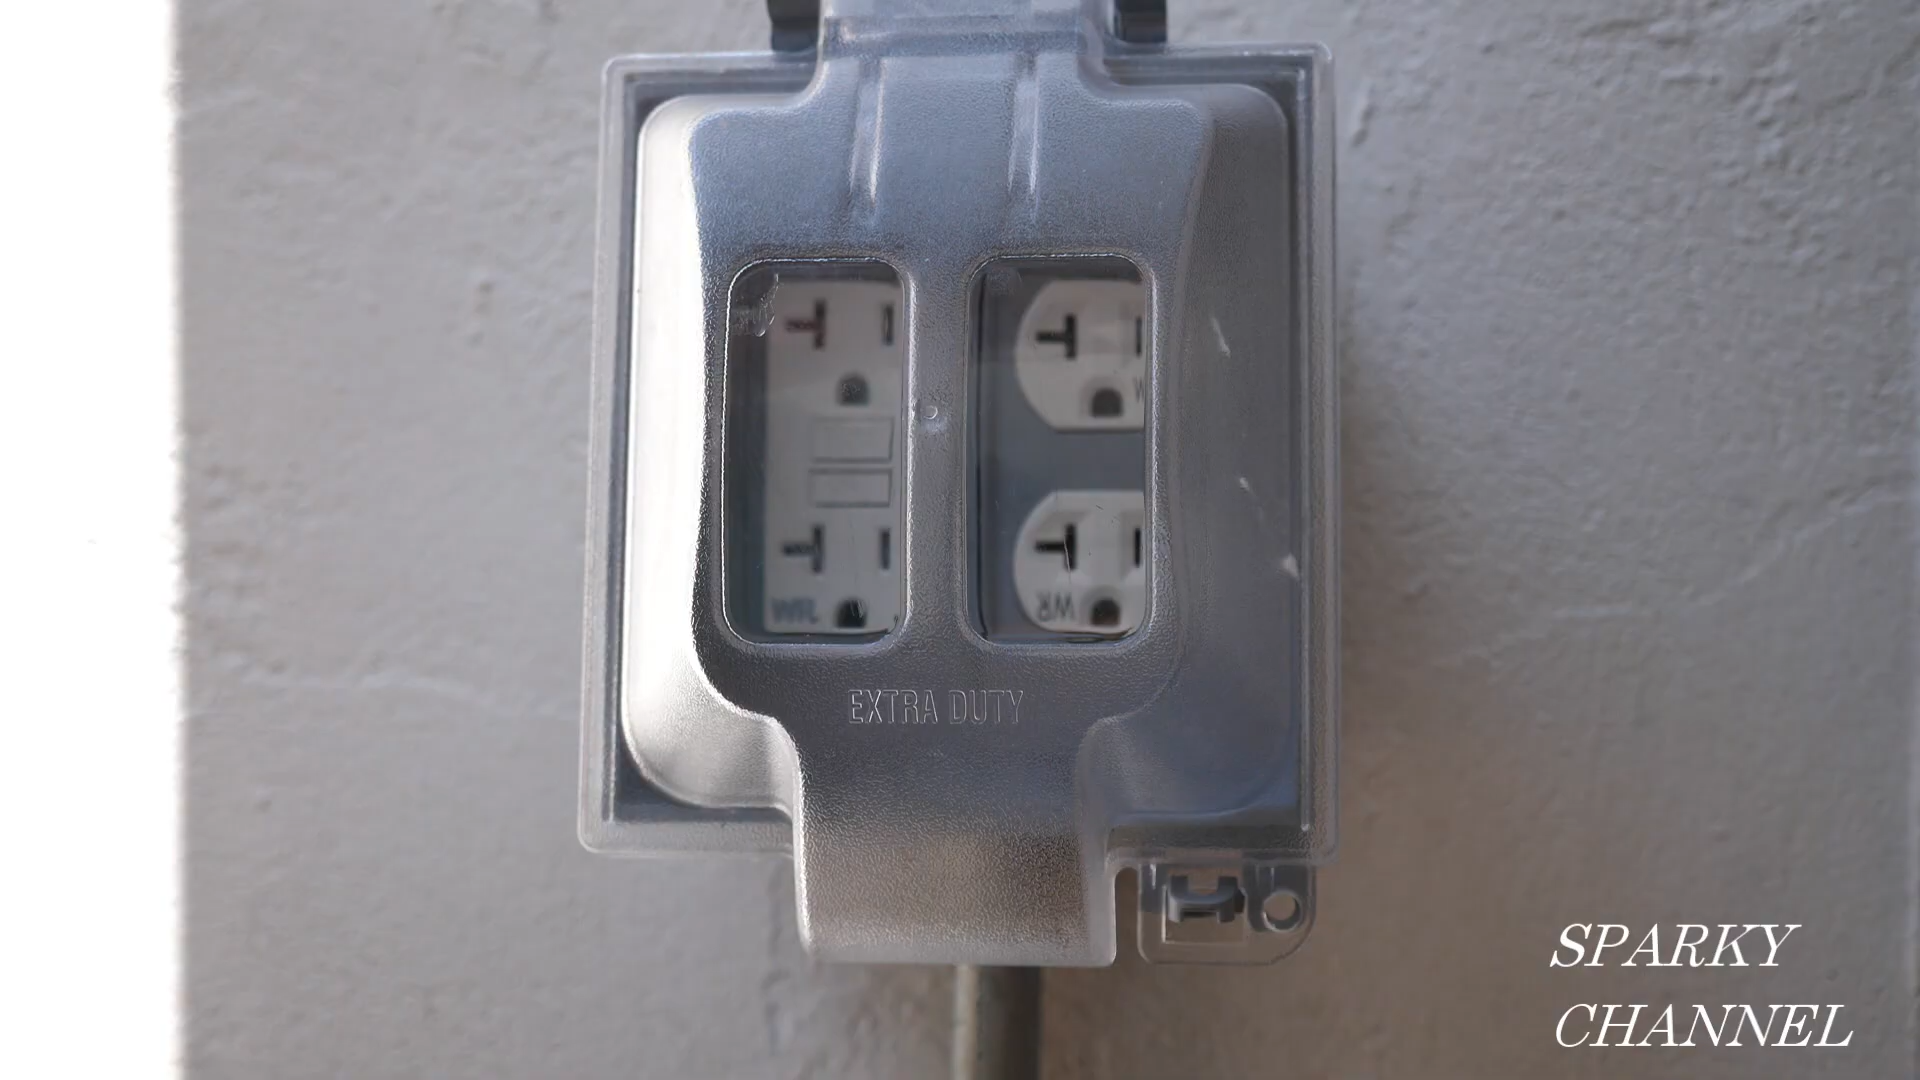 WR
WR
EXTRA DUTY
SPARKY
CHANNEL